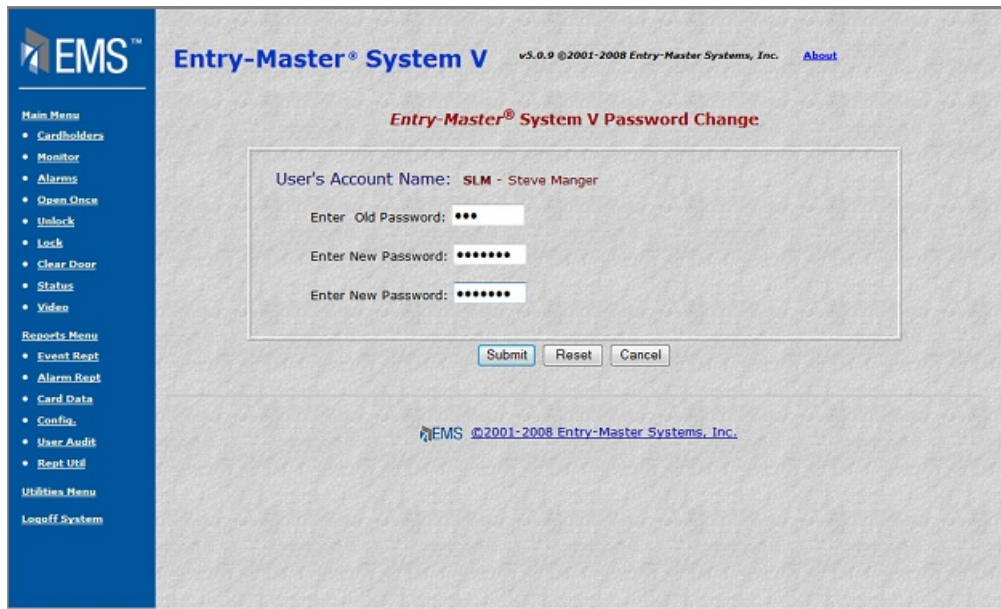 EMS™
Entry-Master® System V v5.0.9 ©2001-2008 Entry-Master Systems, Inc. About
Main Menu
Cardholders
Monitor
Alarms
Open Once
Unlock
Lock
Clear Door
Status
Video
Reports Menu
Event Rept
Alarm Rept
Card Data
Config.
User Audit
Rept Util
Utilities Menu
Logoff System
Entry-Master® System V Password Change
User's Account Name: SLM - Steve Manger
Enter Old Password: •••
Enter New Password: •••••••
Enter New Password: •••••••
Submit Reset Cancel
EMS ©2001-2008 Entry-Master Systems, Inc.